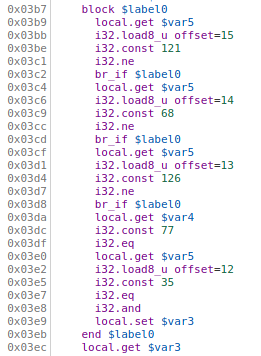 0x03b7 block $label0
0x03b9 local.get $var5
0x03bb i32.load8_u offset=15
0x03be i32.const 121
0x03c1 i32.ne
0x03c2 br_if $label0
0x03c4 local.get $var5
0x03c6 i32.load8_u offset=14
0x03c9 i32.const 68
0x03cc i32.ne
0x03cd br_if $label0
0x03cf local.get $var5
0x03d1 i32.load8_u offset=13
0x03d4 i32.const 126
0x03d7 i32.ne
0x03d8 br_if $label0
0x03da local.get $var4
0x03dc i32.const 77
0x03df i32.eq
0x03e0 local.get $var5
0x03e2 i32.load8_u offset=12
0x03e5 i32.const 35
0x03e7 i32.eq
0x03e8 i32.and
0x03e9 local.set $var3
0x03eb end $label0
0x03ec local.get $var3